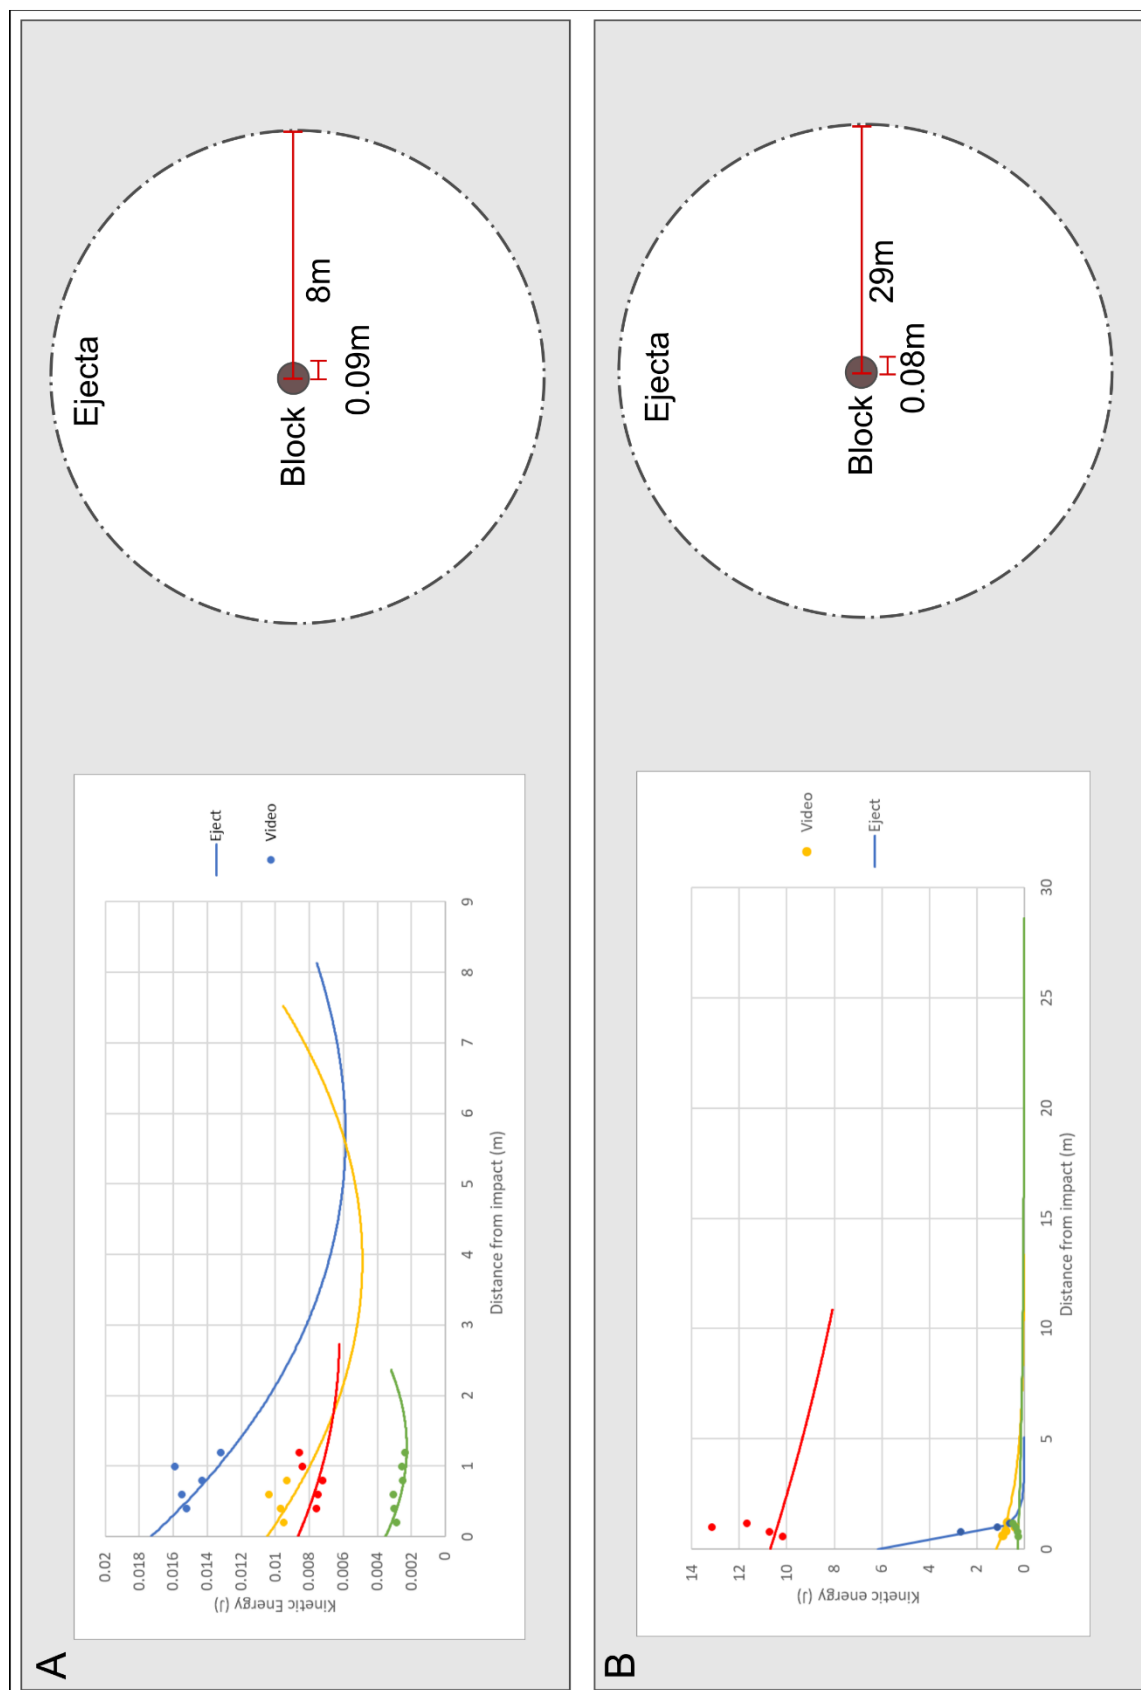 A
Kinetic Energy (J)
0.02
0.018
0.016
0.014
0.012
0.01
0.008
0.006
0.004
0.002
0
0
1
2
3
4
5
6
7
8
9
Distance from impact (m)
Eject
Video
Ejecta
Block
8m
0.09m
B
Kinetic energy (J)
14
12
10
8
6
4
2
0
0
5
10
15
20
25
30
Distance from impact (m)
Video
Eject
Ejecta
Block
29m
0.08m